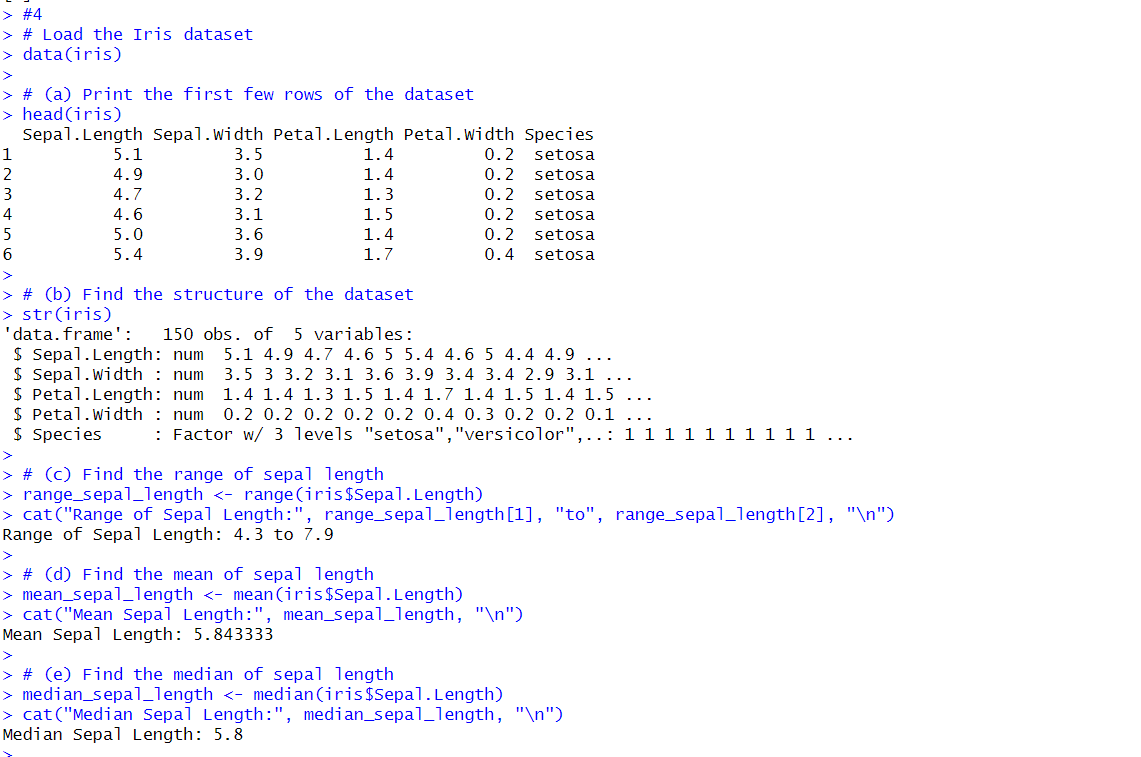 > #4
> # Load the Iris dataset
> data(iris)
>
> # (a) Print the first few rows of the dataset
> head(iris)
  Sepal.Length Sepal.Width Petal.Length Petal.Width Species
1          5.1         3.5          1.4         0.2  setosa
2          4.9         3.0          1.4         0.2  setosa
3          4.7         3.2          1.3         0.2  setosa
4          4.6         3.1          1.5         0.2  setosa
5          5.0         3.6          1.4         0.2  setosa
6          5.4         3.9          1.7         0.4  setosa
>
> # (b) Find the structure of the dataset
> str(iris)
'data.frame':   150 obs. of  5 variables:
 $ Sepal.Length: num  5.1 4.9 4.7 4.6 5 5.4 4.6 5 4.4 4.9 ...
 $ Sepal.Width : num  3.5 3 3.2 3.1 3.6 3.9 3.4 3.4 2.9 3.1 ...
 $ Petal.Length: num  1.4 1.4 1.3 1.5 1.4 1.7 1.4 1.5 1.4 1.5 ...
 $ Petal.Width : num  0.2 0.2 0.2 0.2 0.2 0.4 0.3 0.2 0.2 0.1 ...
 $ Species     : Factor w/ 3 levels "setosa","versicolor",..: 1 1 1 1 1 1 1 1 1 1 ...
>
> # (c) Find the range of sepal length
> range_sepal_length <- range(iris$Sepal.Length)
> cat("Range of Sepal Length:", range_sepal_length[1], "to", range_sepal_length[2], "\n")
Range of Sepal Length: 4.3 to 7.9
>
> # (d) Find the mean of sepal length
> mean_sepal_length <- mean(iris$Sepal.Length)
> cat("Mean Sepal Length:", mean_sepal_length, "\n")
Mean Sepal Length: 5.843333
>
> # (e) Find the median of sepal length
> median_sepal_length <- median(iris$Sepal.Length)
> cat("Median Sepal Length:", median_sepal_length, "\n")
Median Sepal Length: 5.8
>